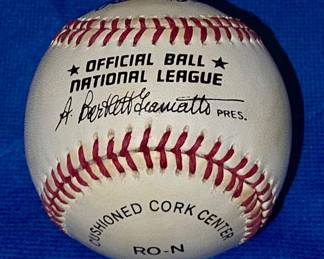 ★ OFFICIAL BALL ★
NATIONAL LEAGUE
A. Bartlett Giamatti PRES.
CUSHIONED CORK CENTER
RO-N